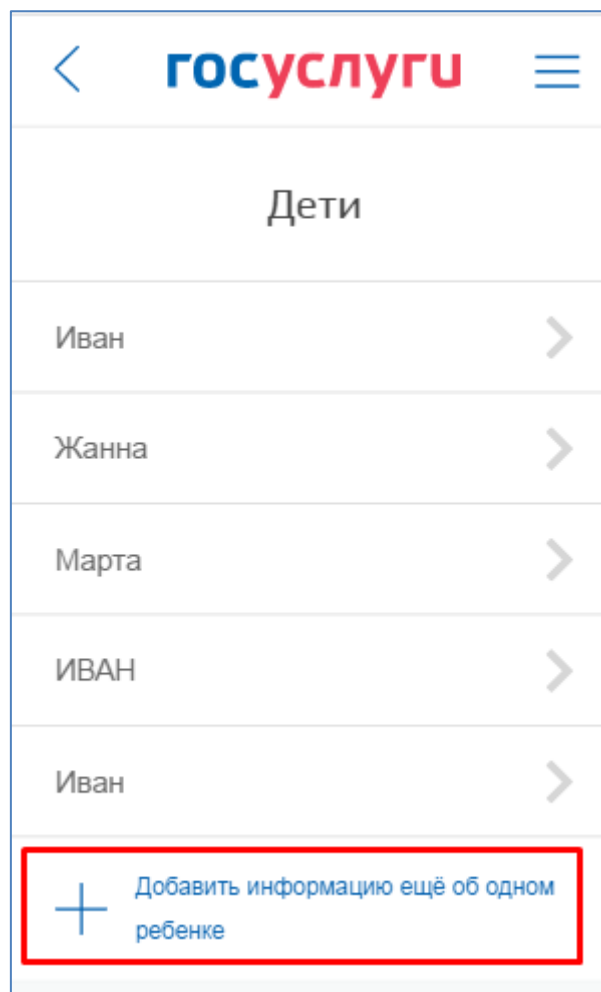 госуслуги
Дети
Иван
Жанна
Марта
ИВАН
Иван
Добавить информацию ещё об одном
ребенке